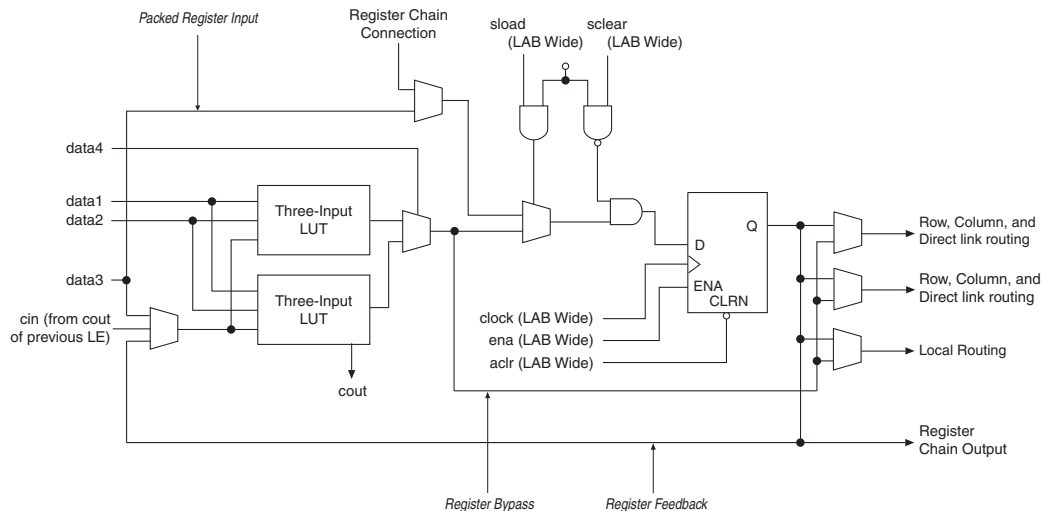 Packed Register Input
Register Chain
Connection
sload
(LAB Wide)
sclear
(LAB Wide)
data4
data1
data2
Three-Input
LUT
data3
Three-Input
LUT
cin (from cout
of previous LE)
cout
Q
D
ENA
CLRN
clock (LAB Wide)
ena (LAB Wide)
aclr (LAB Wide)
Row, Column, and
Direct link routing
Row, Column, and
Direct link routing
Local Routing
Register
Chain Output
Register Bypass
Register Feedback